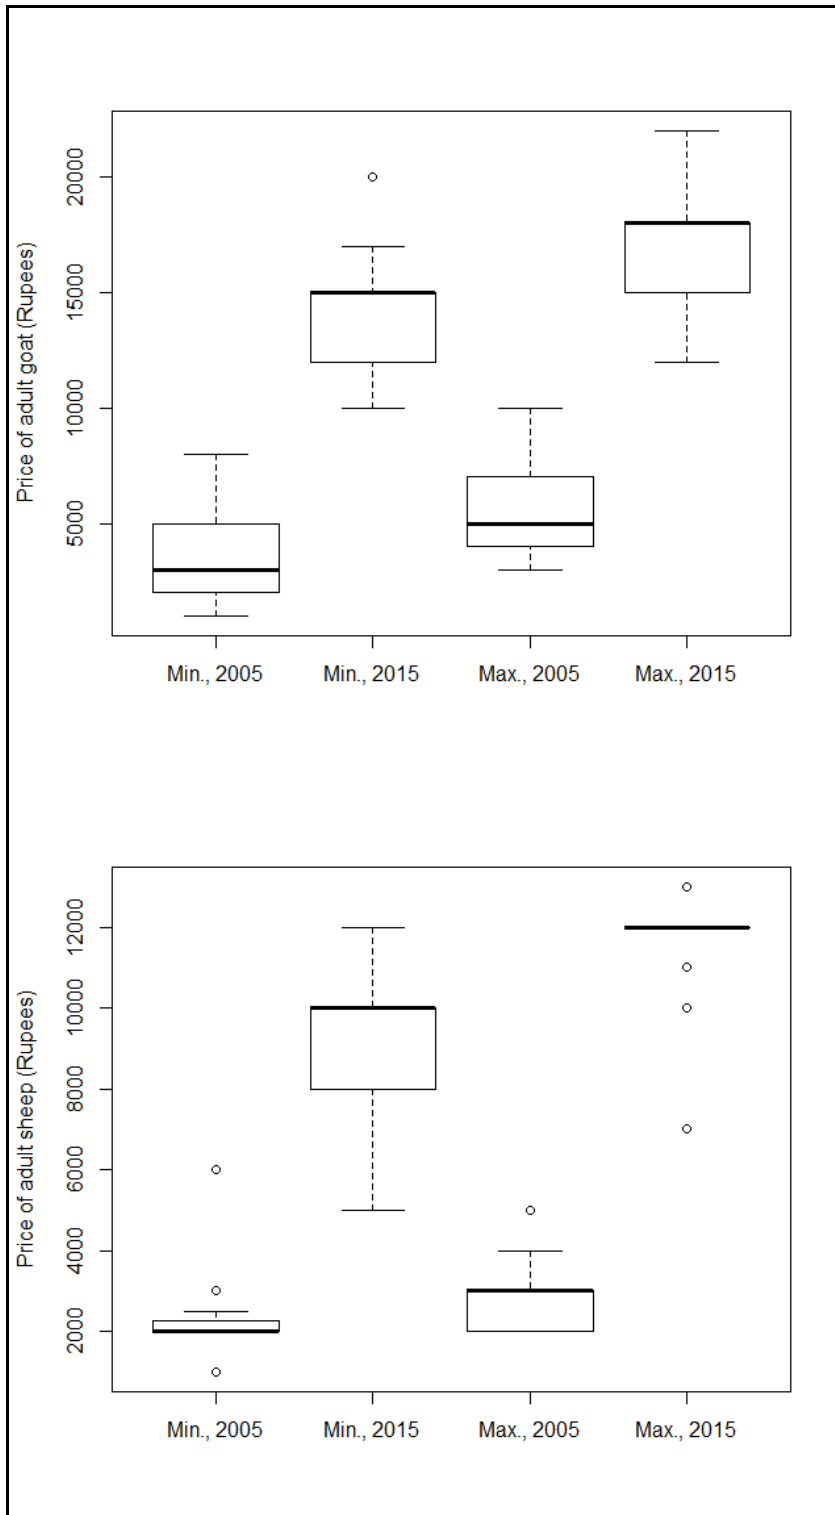 Price of adult goat (Rupees)
20000
15000
10000
5000
Min., 2005 Min., 2015 Max., 2005 Max., 2015
Price of adult sheep (Rupees)
12000
10000
8000
6000
4000
2000
Min., 2005 Min., 2015 Max., 2005 Max., 2015